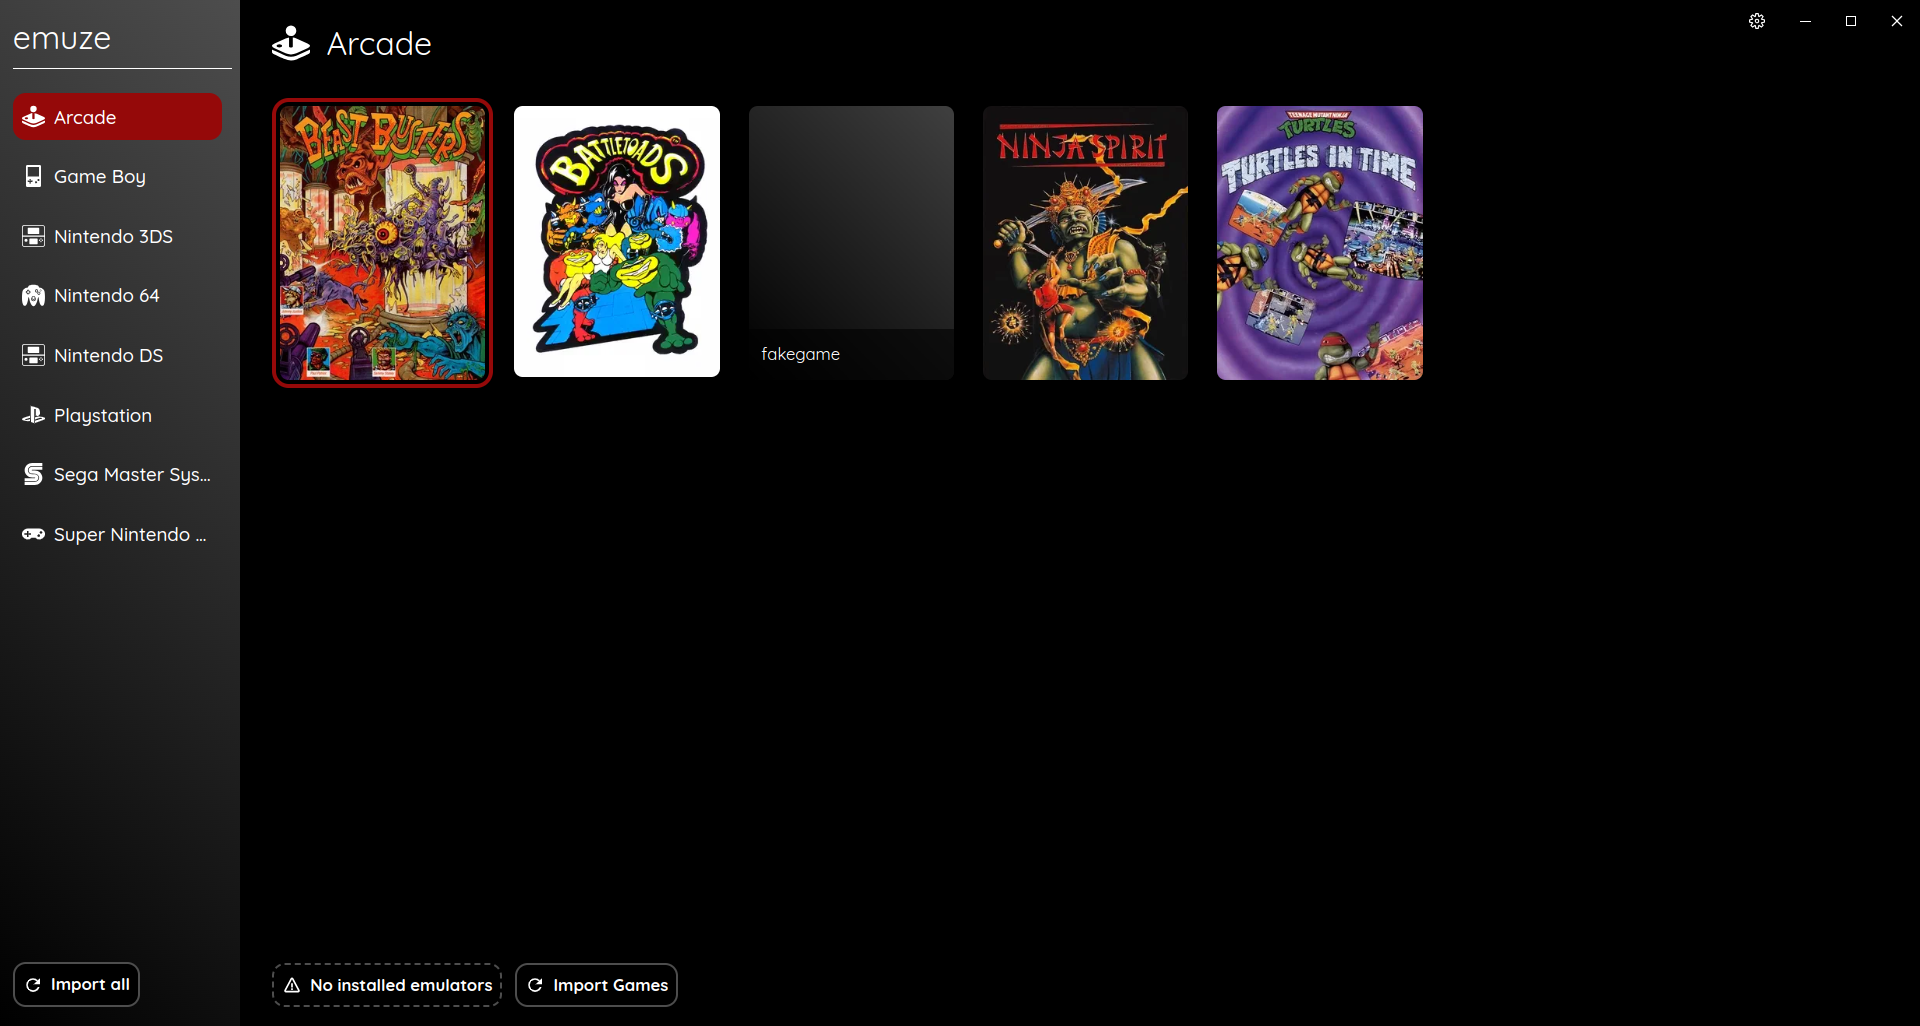 emuze
Arcade
Game Boy
Nintendo 3DS
Nintendo 64
Nintendo DS
Playstation
Sega Master Sys...
Super Nintendo ...
Import all
Arcade
BEAST BUSTERS
BATTLETOADS
fakegame
NINJA SPIRIT
TEENAGE MUTANT NINJA
TURTLES
TURTLES IN TIME
No installed emulators
Import Games